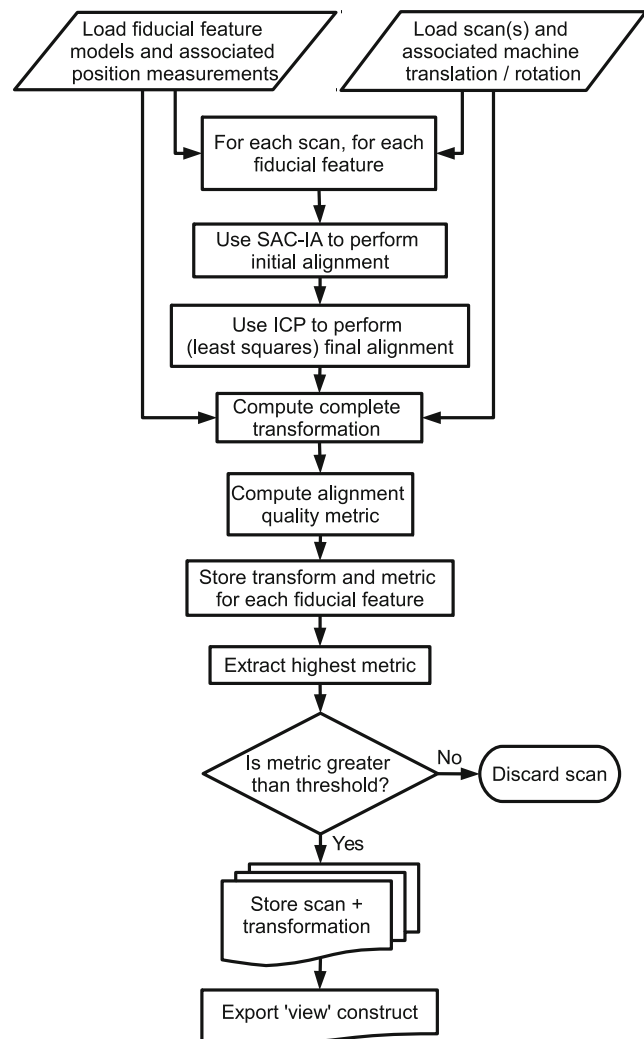 Load fiducial feature
models and associated
position measurements
Load scan(s) and
associated machine
translation / rotation
For each scan, for each
fiducial feature
Use SAC-IA to perform
initial alignment
Use ICP to perform
(least squares) final alignment
Compute complete
transformation
Compute alignment
quality metric
Store transform and metric
for each fiducial feature
Extract highest metric
Is metric greater
than threshold?
No
Discard scan
Yes
Store scan +
transformation
Export 'view' construct